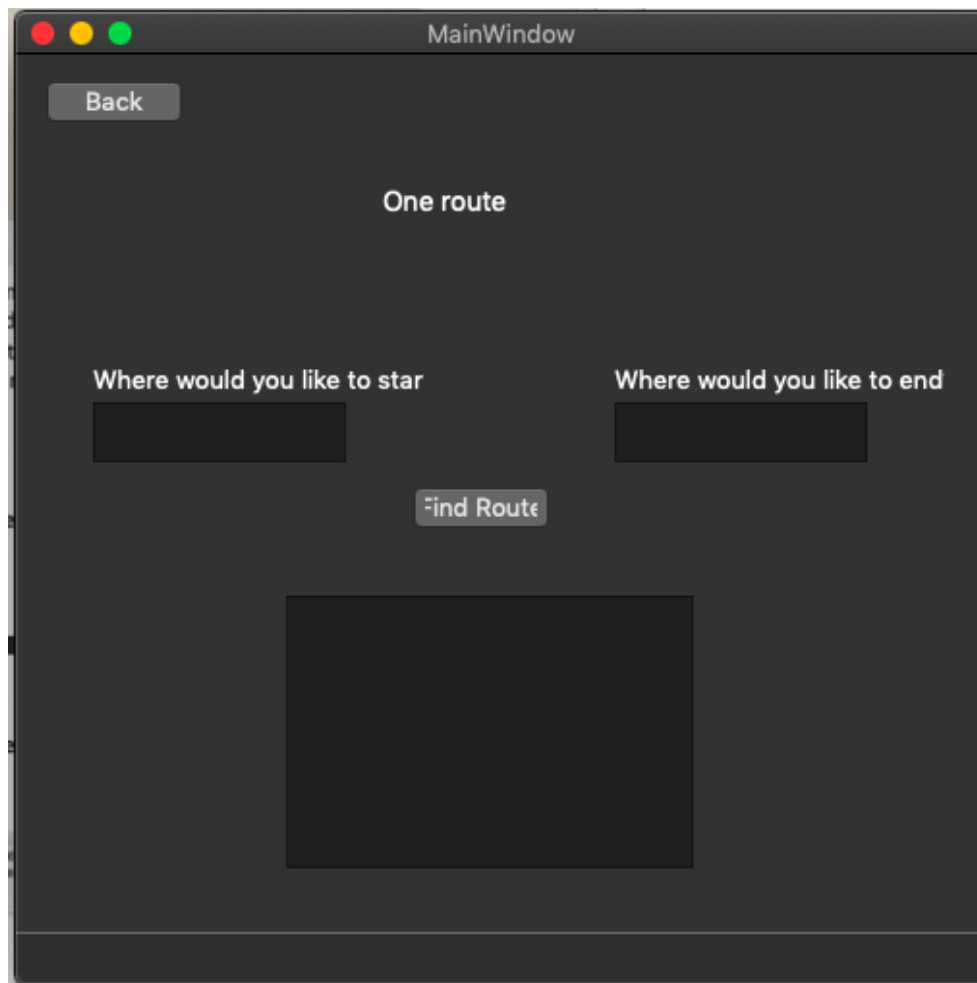 MainWindow
Back
One route
Where would you like to star
Where would you like to end
Find Route